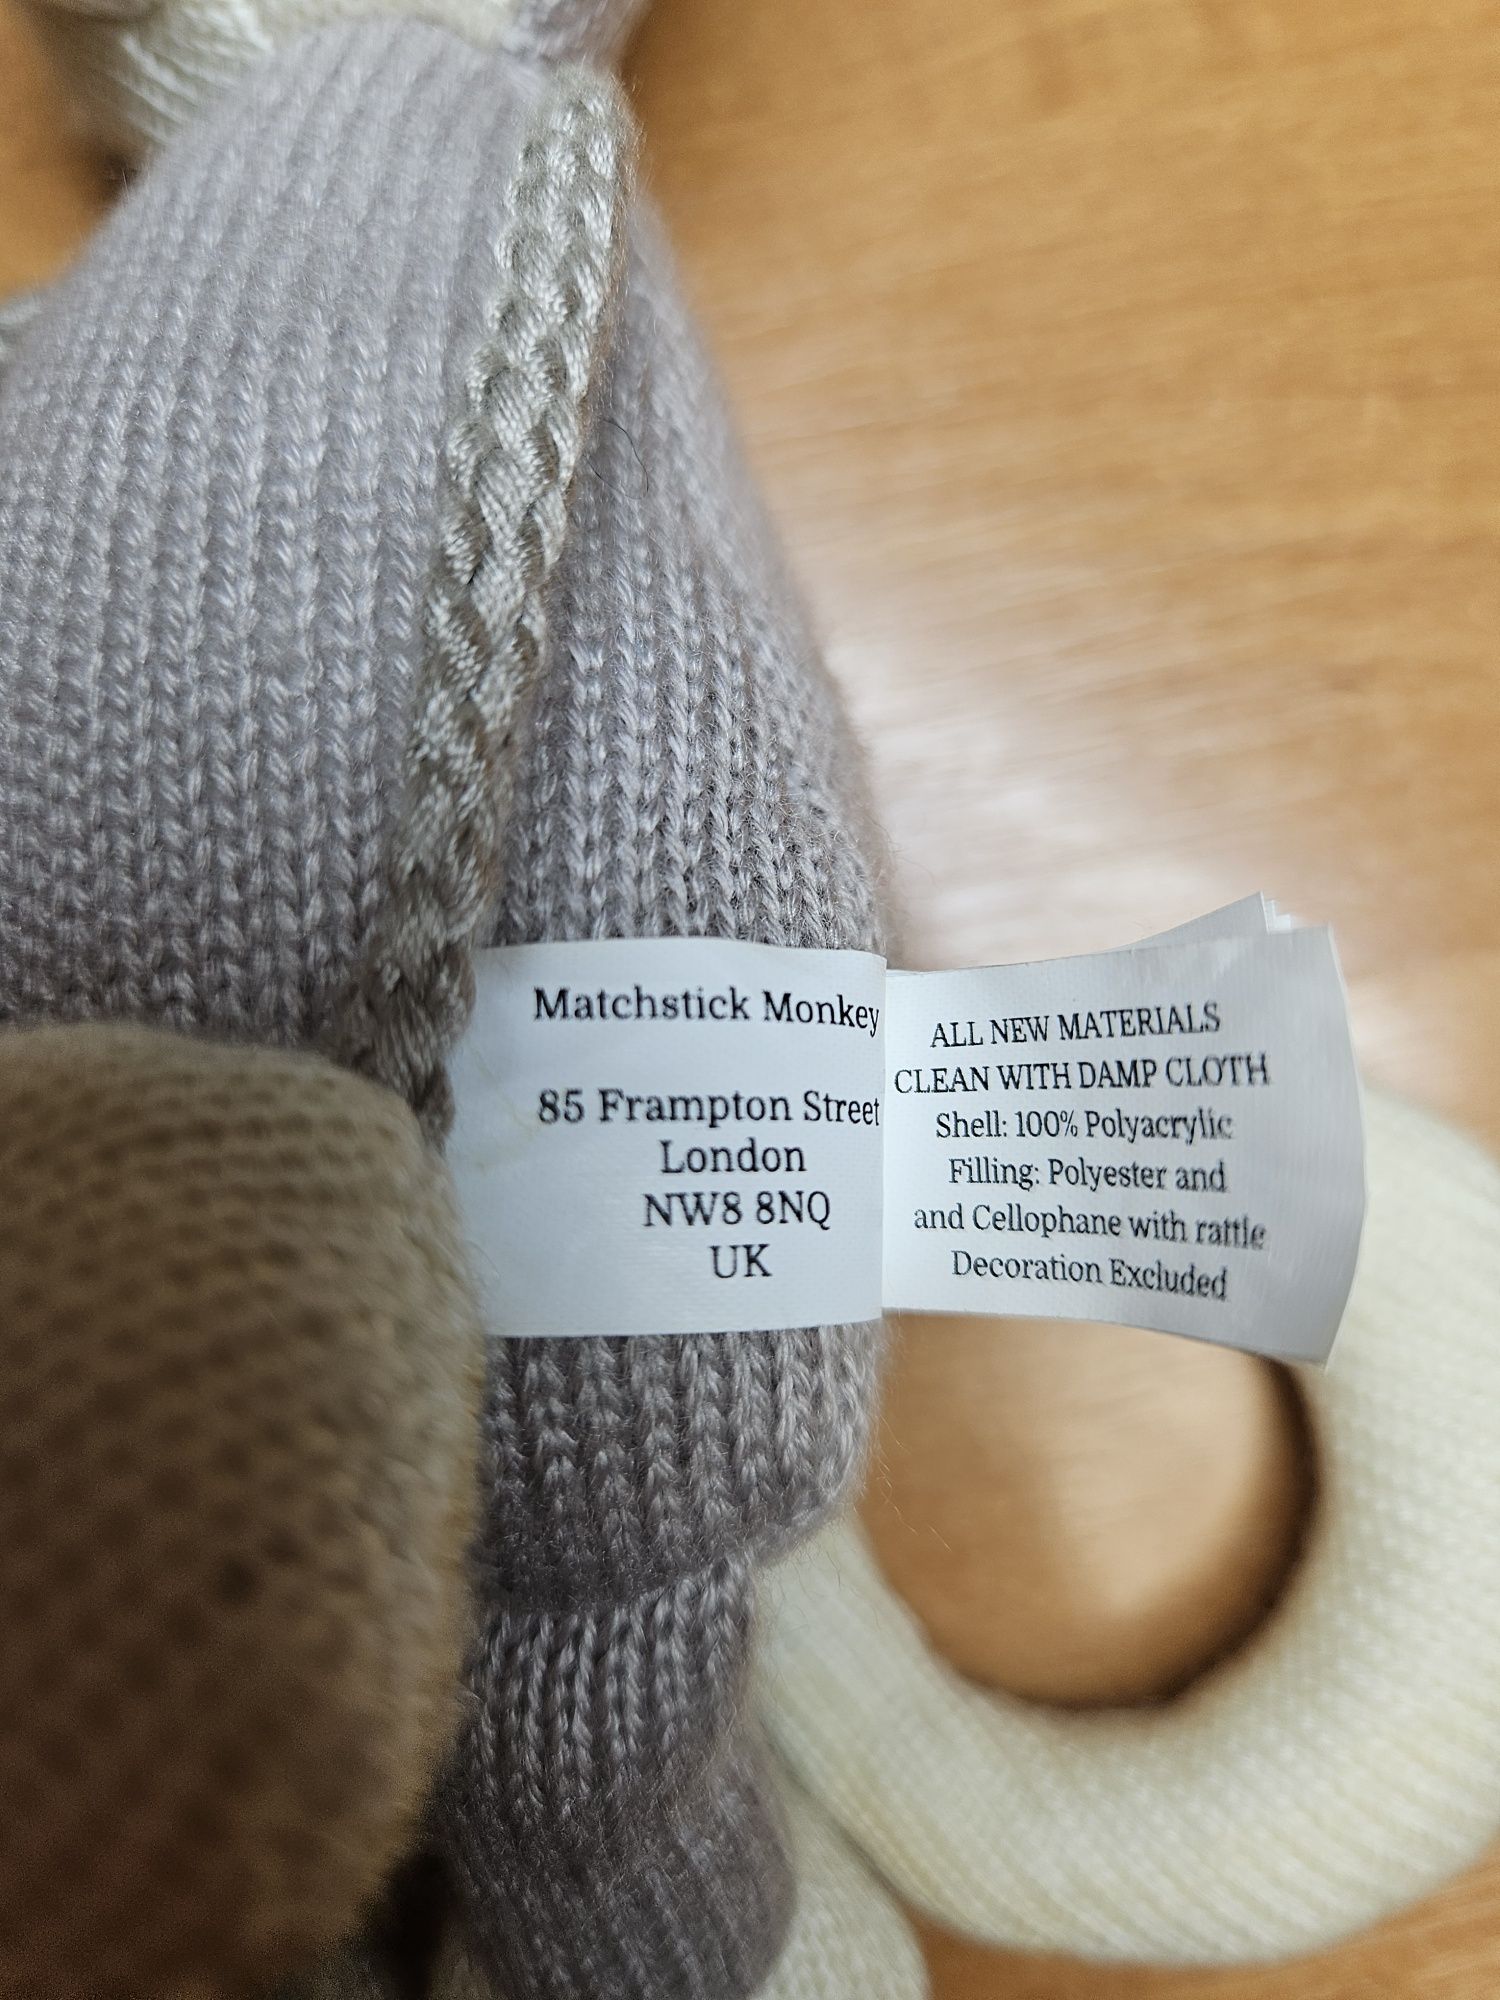 Matchstick Monkey
85 Frampton Street
London
NW8 8NQ
UK
ALL NEW MATERIALS
CLEAN WITH DAMP CLOTH
Shell: 100% Polyacrylic
Filling: Polyester and
and Cellophane with rattle
Decoration Excluded